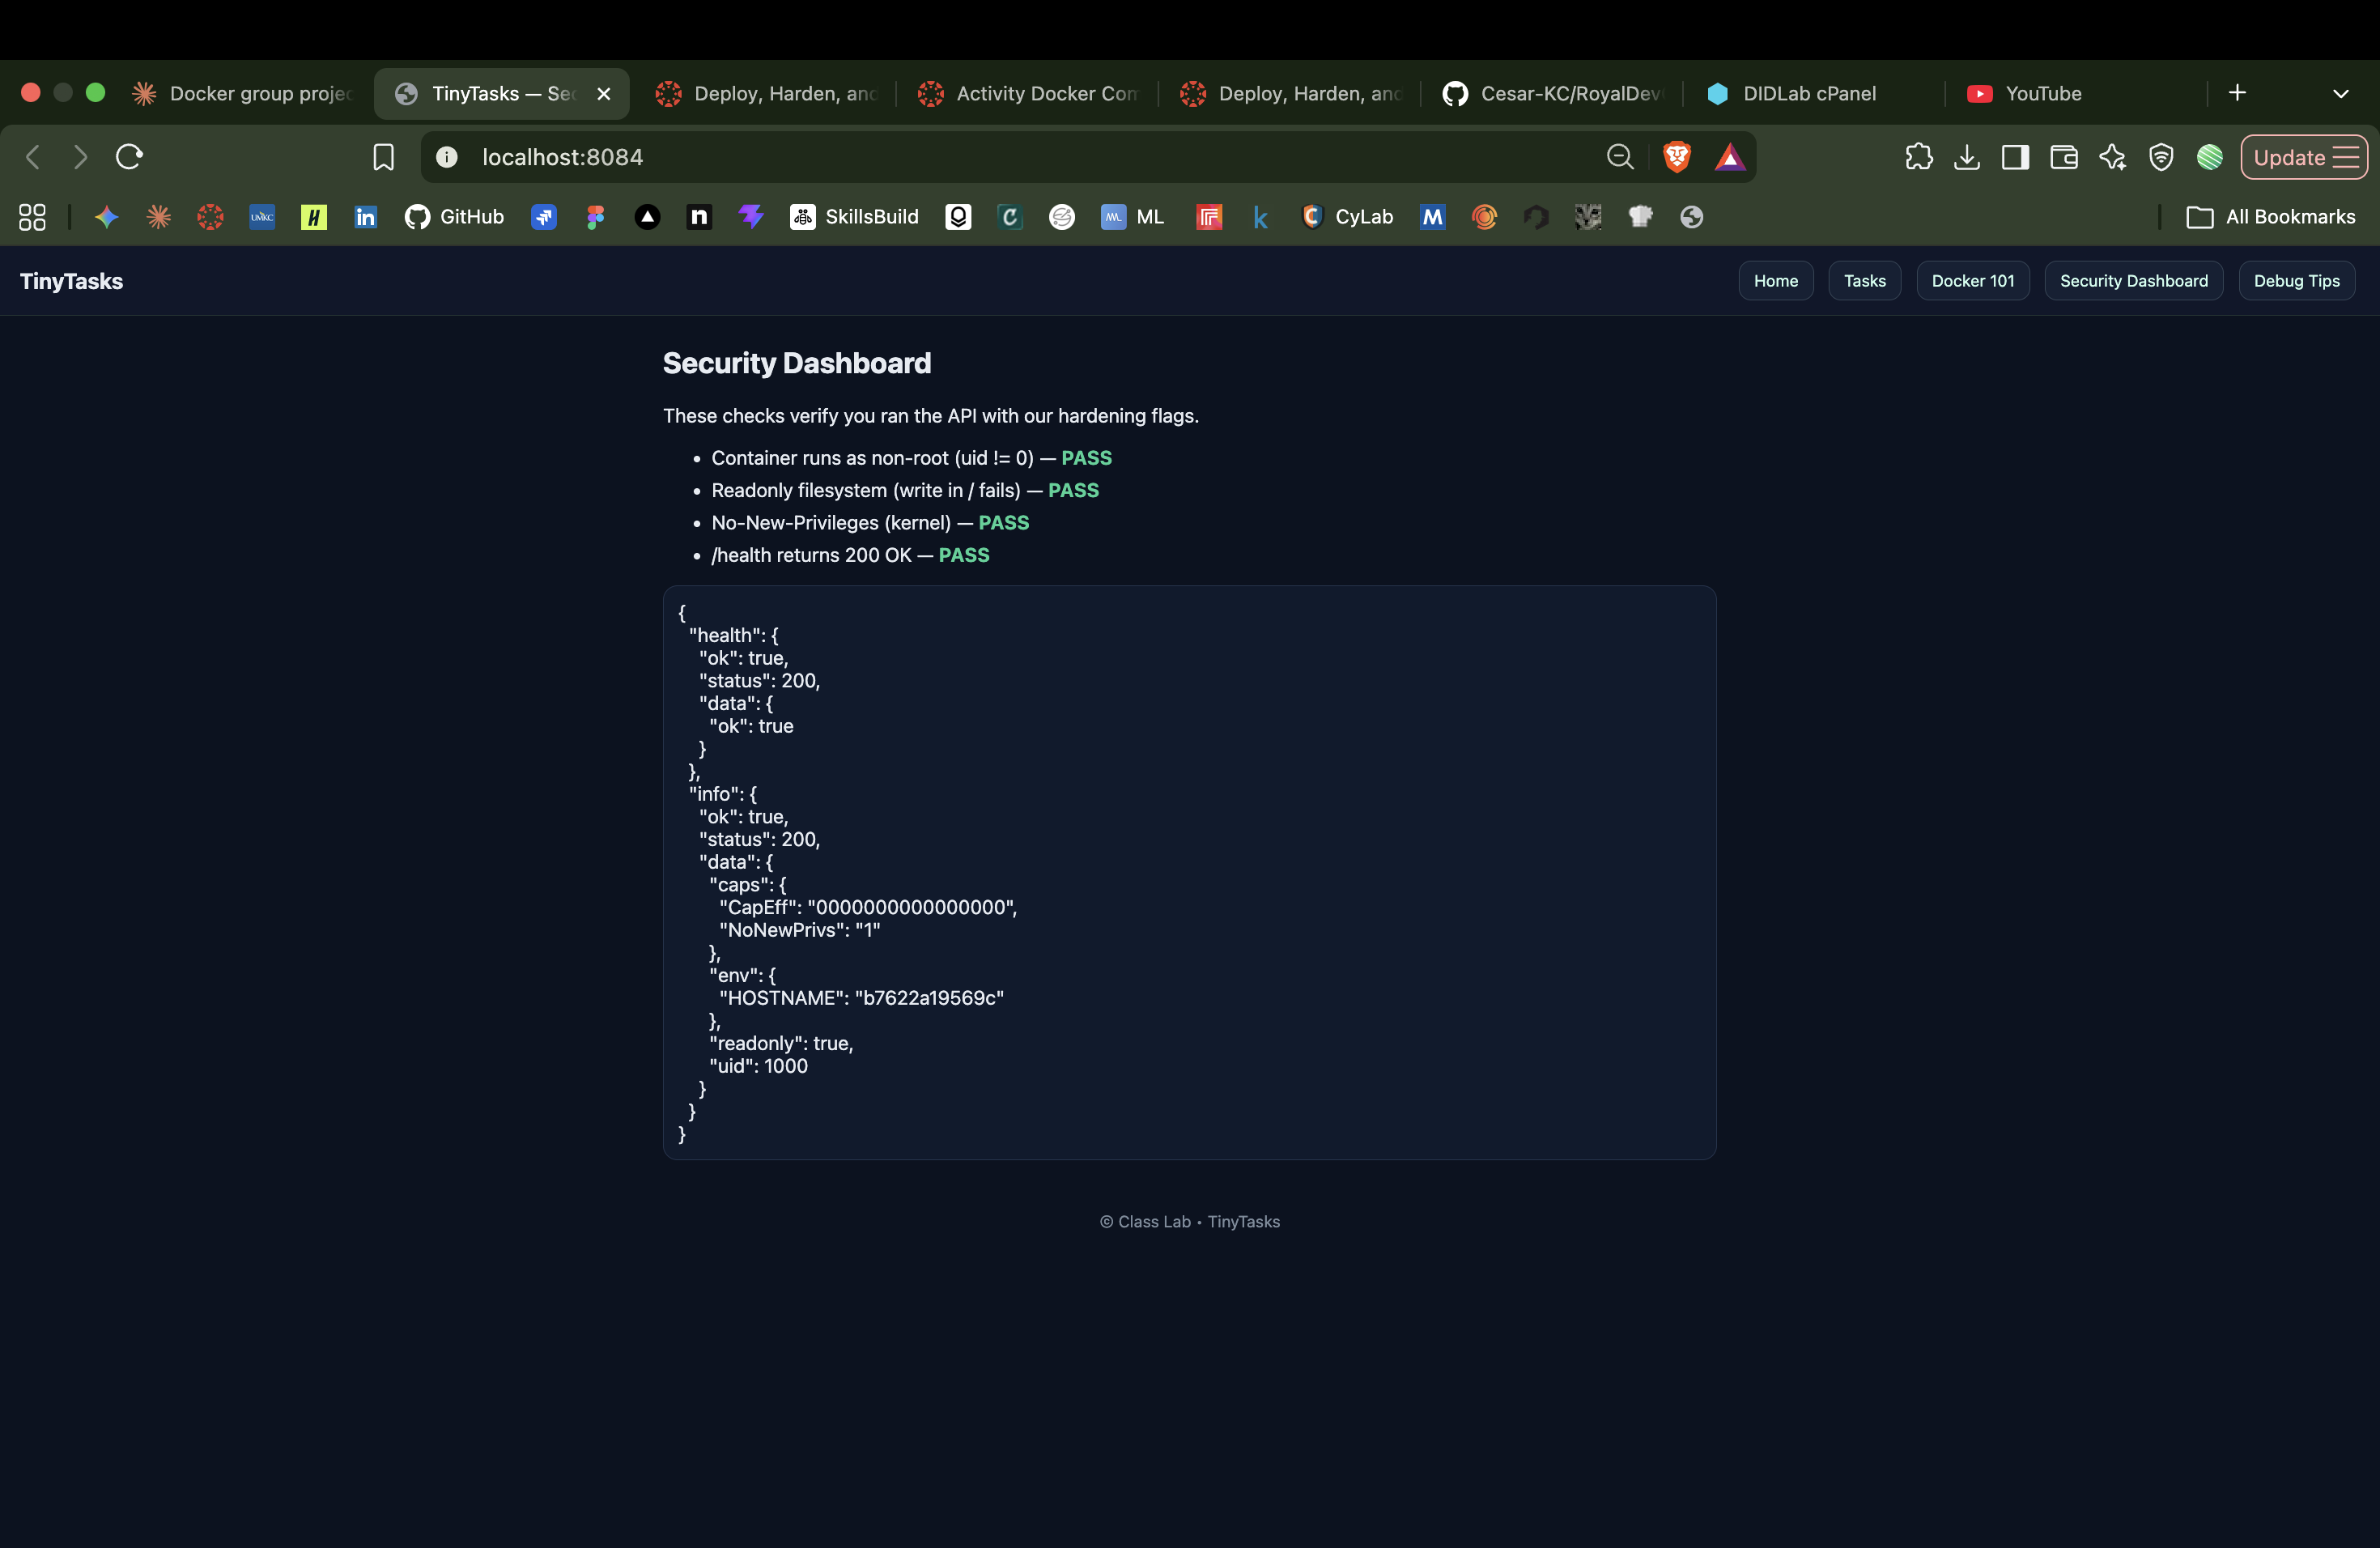 Docker group projec
TinyTasks — Sec
Deploy, Harden, and
Activity Docker Com
Deploy, Harden, and
Cesar-KC/RoyalDev
DIDLab cPanel
YouTube
localhost:8084
Update
UMKC
GitHub
SkillsBuild
ML
CyLab
All Bookmarks
TinyTasks
Home
Tasks
Docker 101
Security Dashboard
Debug Tips
Security Dashboard
These checks verify you ran the API with our hardening flags.
• Container runs as non-root (uid != 0) — PASS
• Readonly filesystem (write in / fails) — PASS
• No-New-Privileges (kernel) — PASS
• /health returns 200 OK — PASS
{
"health": {
"ok": true,
"status": 200,
"data": {
"ok": true
}
},
"info": {
"ok": true,
"status": 200,
"data": {
"caps": {
"CapEff": "0000000000000000",
"NoNewPrivs": "1"
},
"env": {
"HOSTNAME": "b7622a19569c"
},
"readonly": true,
"uid": 1000
}
}
}
© Class Lab • TinyTasks